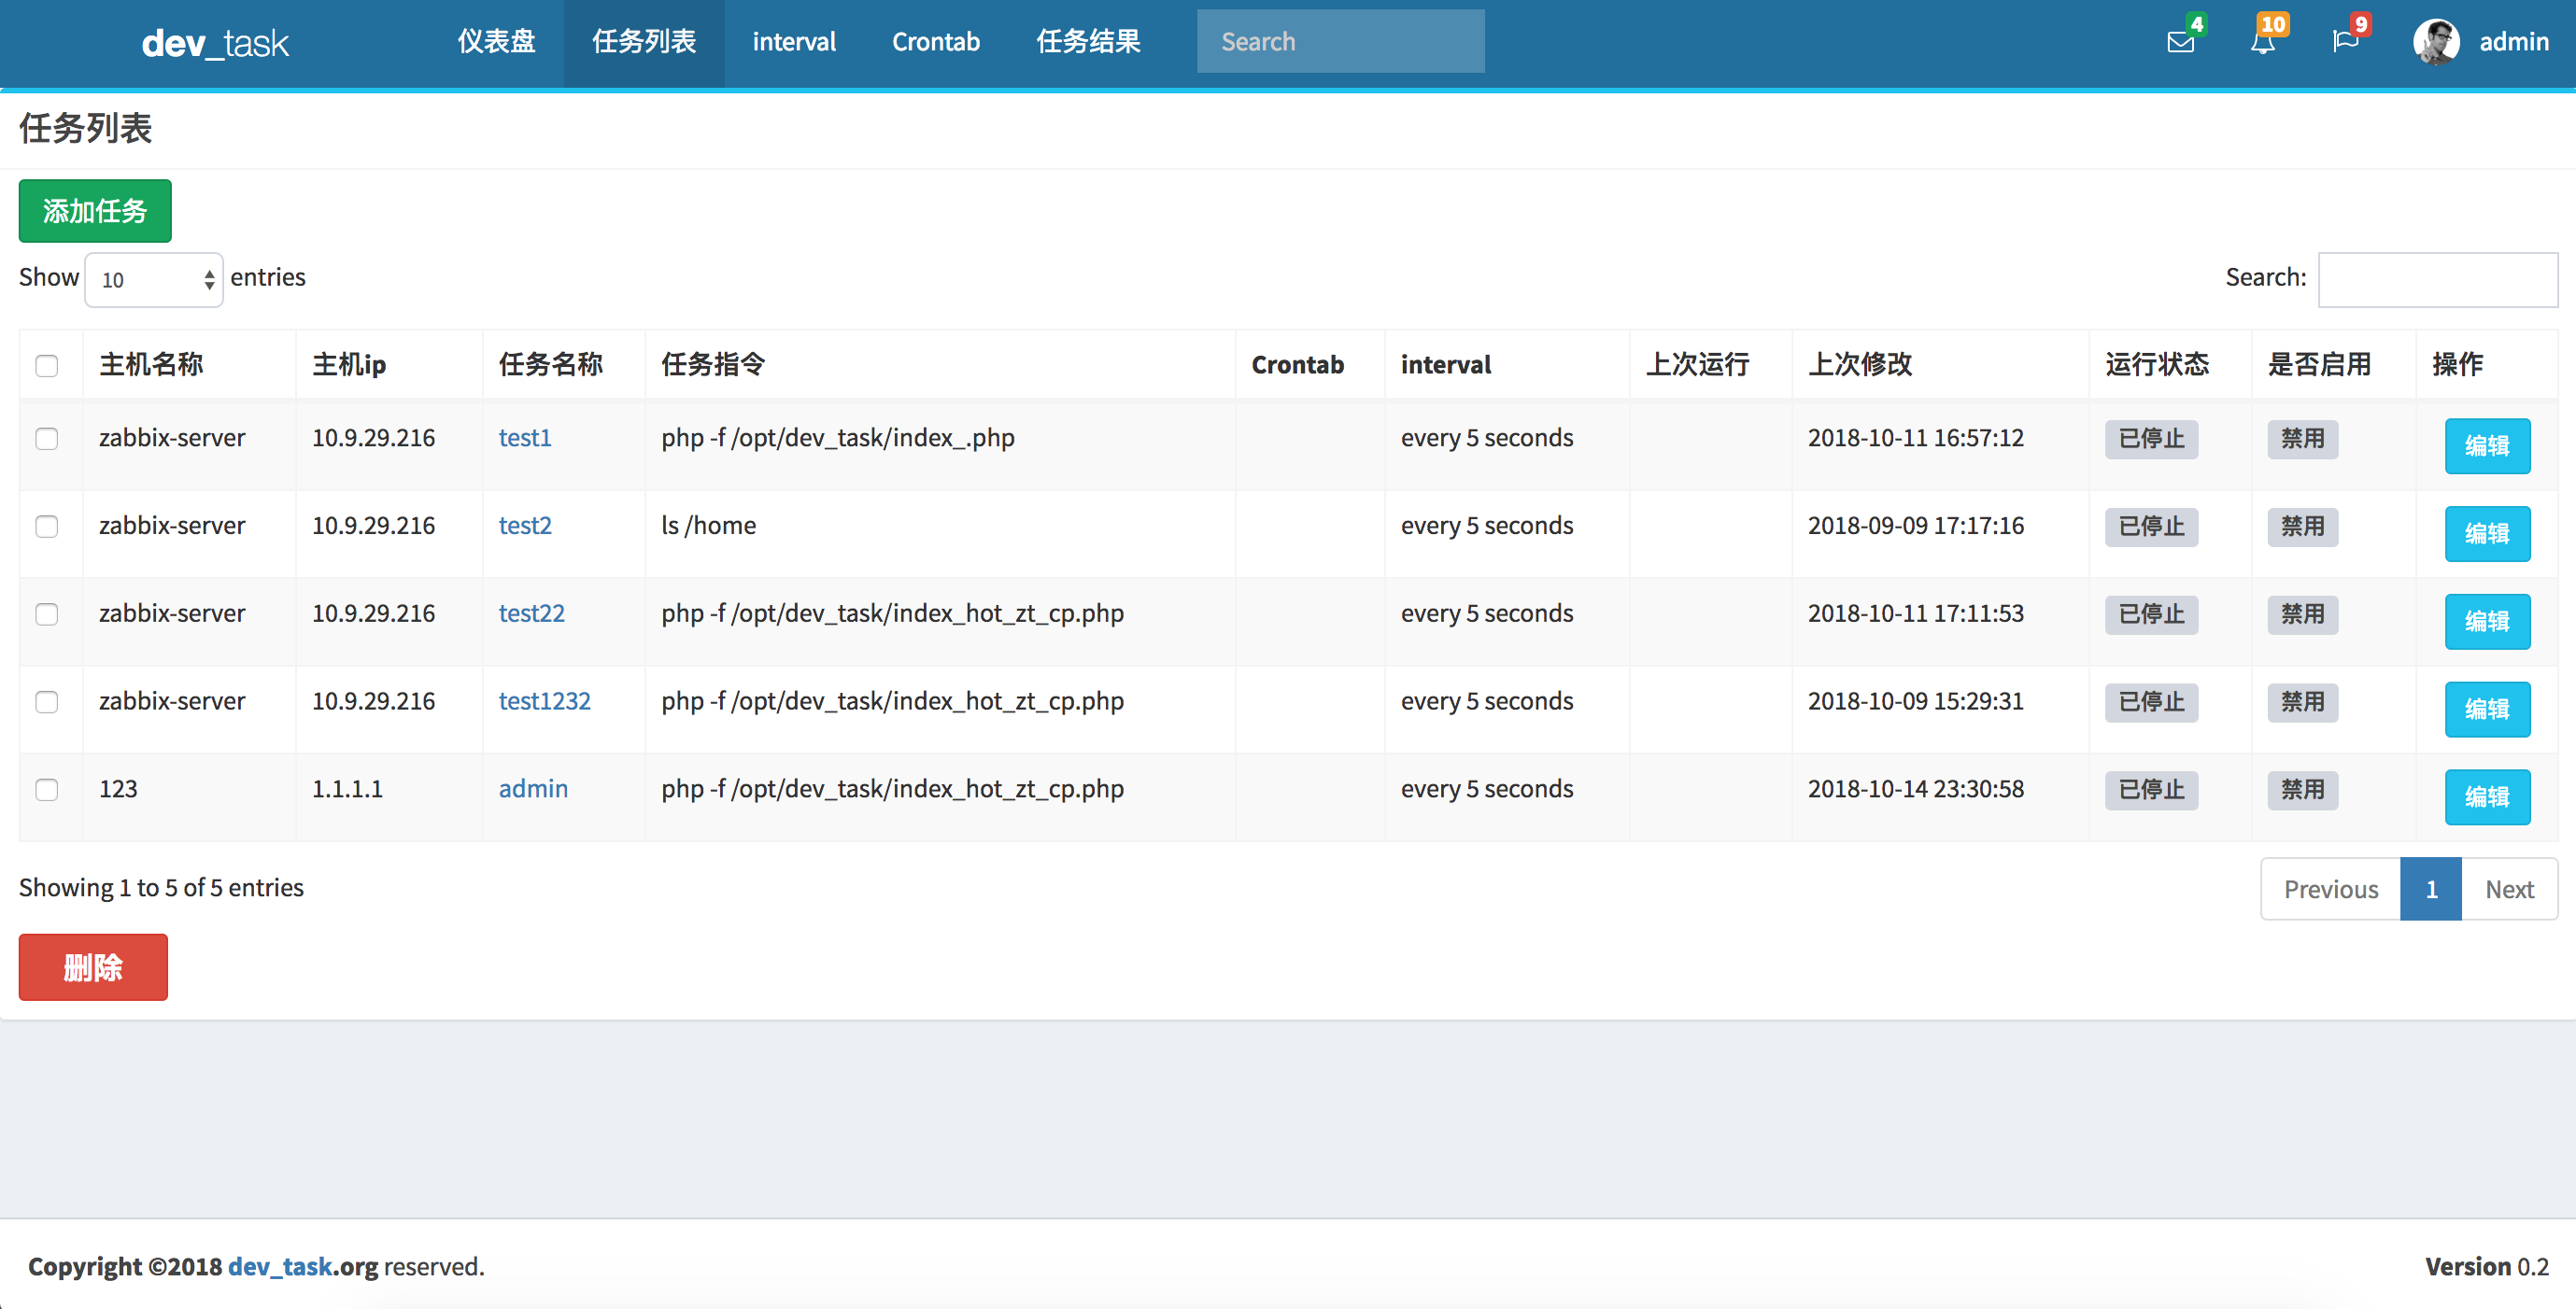 dev_task 仪表盘 任务列表 interval Crontab 任务结果 Search 4 10 9 admin
任务列表
添加任务
Show 10 entries Search:
主机名称 主机ip 任务名称 任务指令 Crontab interval 上次运行 上次修改 运行状态 是否启用 操作
zabbix-server 10.9.29.216 test1 php -f /opt/dev_task/index_.php every 5 seconds 2018-10-11 16:57:12 已停止 禁用 编辑
zabbix-server 10.9.29.216 test2 ls /home every 5 seconds 2018-09-09 17:17:16 已停止 禁用 编辑
zabbix-server 10.9.29.216 test22 php -f /opt/dev_task/index_hot_zt_cp.php every 5 seconds 2018-10-11 17:11:53 已停止 禁用 编辑
zabbix-server 10.9.29.216 test1232 php -f /opt/dev_task/index_hot_zt_cp.php every 5 seconds 2018-10-09 15:29:31 已停止 禁用 编辑
123 1.1.1.1 admin php -f /opt/dev_task/index_hot_zt_cp.php every 5 seconds 2018-10-14 23:30:58 已停止 禁用 编辑
Showing 1 to 5 of 5 entries Previous 1 Next
删除
Copyright ©2018 dev_task.org reserved. Version 0.2